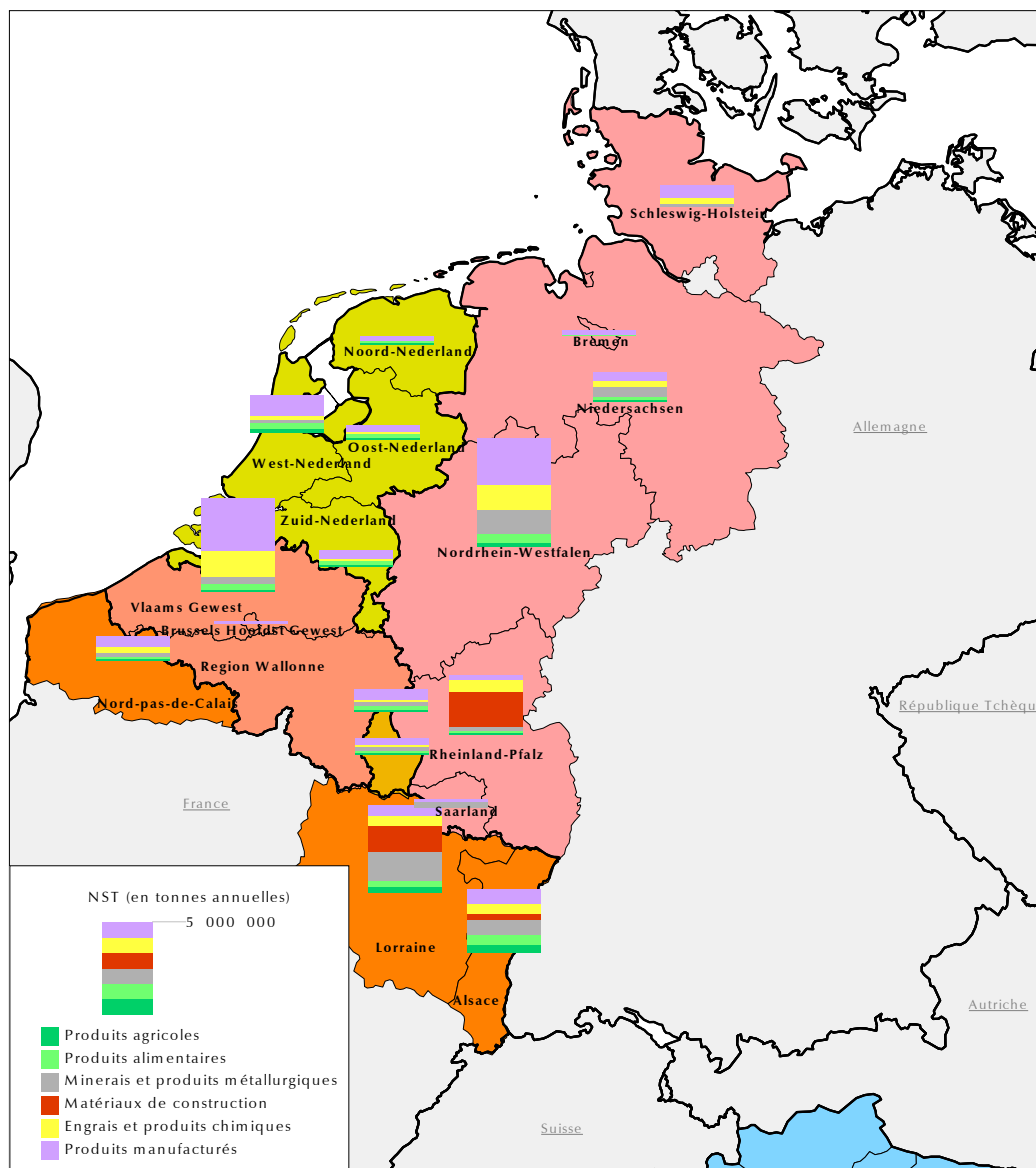 Schleswig-Holstein
Bremen
Noord-Nederland
Niedersachsen
Allemagne
Oost-Nederland
West-Nederland
Zuid-Nederland
Nordrhein-Westfalen
Vlaams Gewest
Brussels Hoofdst Gewest
Region Wallonne
Nord-pas-de-Calais
République Tchèqu
Rheinland-Pfalz
France
Saarland
Lorraine
Alsace
Autriche
Suisse
NST (en tonnes annuelles)
5 000 000
Produits agricoles
Produits alimentaires
Minerais et produits métallurgiques
Matériaux de construction
Engrais et produits chimiques
Produits manufacturés